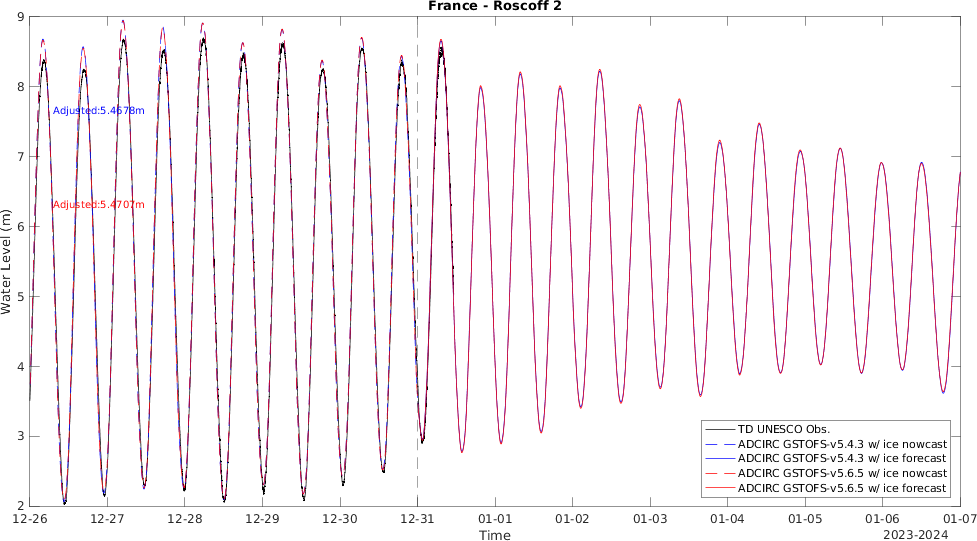 France - Roscoff 2
Water Level (m)
9
8
7
6
5
4
3
2
Adjusted:5.4678m
Adjusted:5.4707m
TD UNESCO Obs.
ADCIRC GSTOFS-v5.4.3 w/ ice nowcast
ADCIRC GSTOFS-v5.4.3 w/ ice forecast
ADCIRC GSTOFS-v5.6.5 w/ ice nowcast
ADCIRC GSTOFS-v5.6.5 w/ ice forecast
12-26 12-27 12-28 12-29 12-30 12-31 01-01 01-02 01-03 01-04 01-05 01-06 01-07
Time
2023-2024